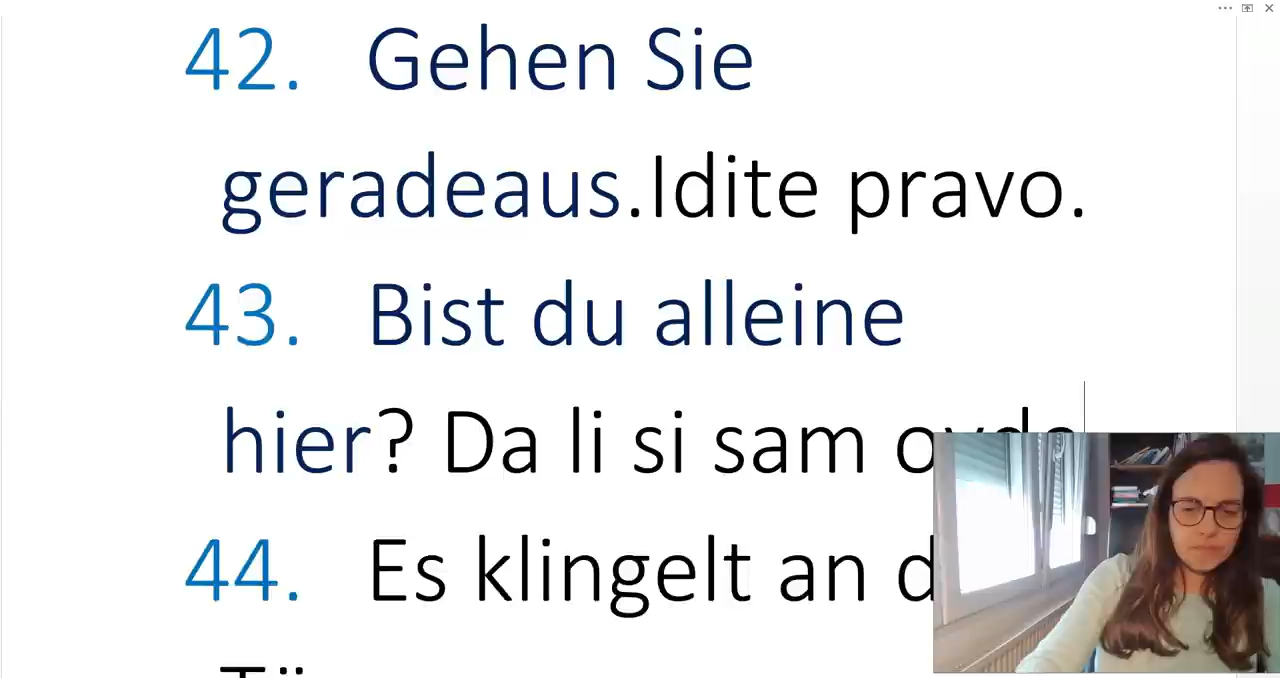 42. Gehen Sie
geradeaus.Idite pravo.
43. Bist du alleine
hier? Da li si sam
44. Es klingelt an